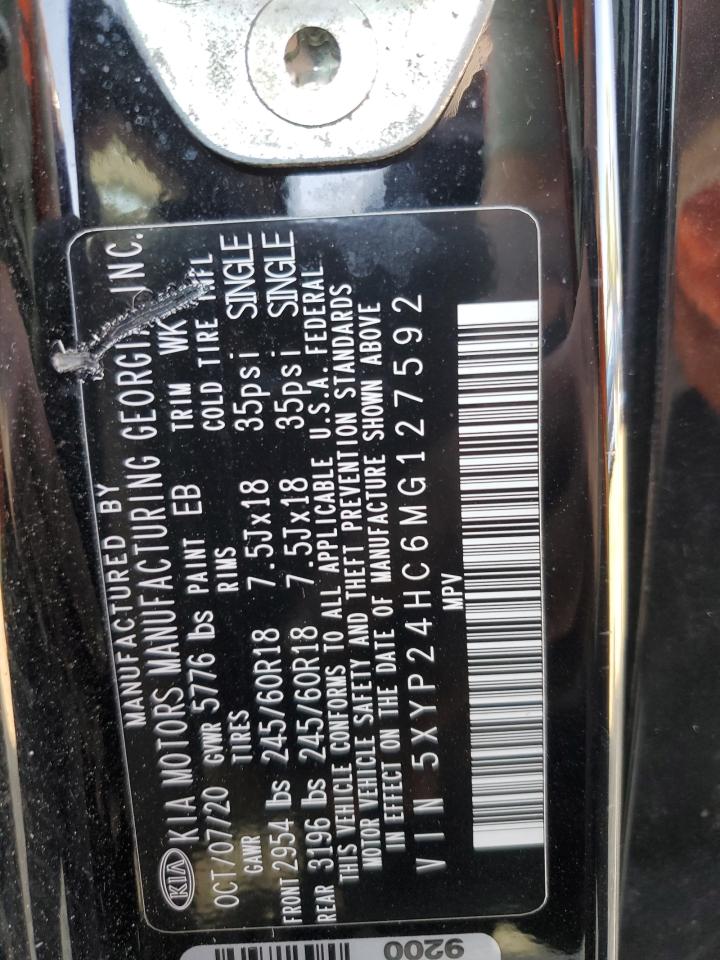 MANUFACTURED BY
KIA KIA MOTORS MANUFACTURING GEORGIA INC.
OCT/07/20 GVWR 5776 lbs PAINT EB TRIM WK
GAWR TIRES RIMS COLD TIRE INFL
FRONT 2954 lbs 245/60R18 7.5Jx18 35psi SINGLE
REAR 3196 lbs 245/60R18 7.5Jx18 35psi SINGLE
THIS VEHICLE CONFORMS TO ALL APPLICABLE U.S.A. FEDERAL
MOTOR VEHICLE SAFETY AND THEFT PREVENTION STANDARDS
IN EFFECT ON THE DATE OF MANUFACTURE SHOWN ABOVE
VIN 5XYP24HC6MG127592
MPV
9200